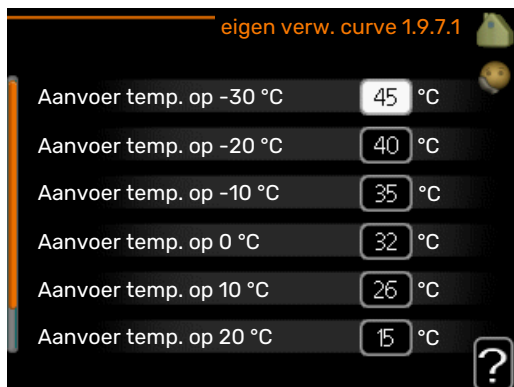 eigen verw. curve 1.9.7.1
Aanvoer temp. op -30 °C 45 °C
Aanvoer temp. op -20 °C 40 °C
Aanvoer temp. op -10 °C 35 °C
Aanvoer temp. op 0 °C 32 °C
Aanvoer temp. op 10 °C 26 °C
Aanvoer temp. op 20 °C 15 °C
?